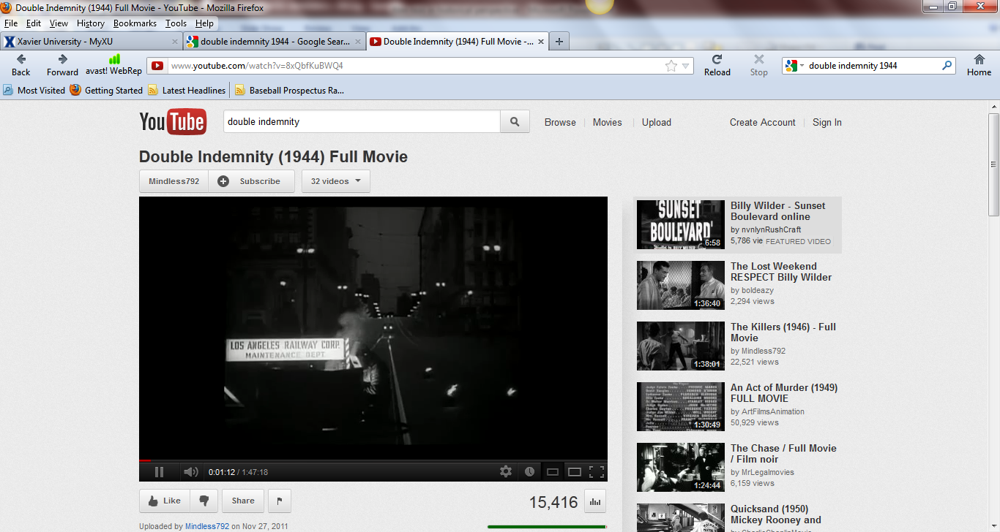 Double Indemnity (1944) Full Movie - YouTube - Mozilla Firefox
File Edit View History Bookmarks Tools Help
Xavier University - MyXU
double indemnity 1944 - Google Sear...
Double Indemnity (1944) Full Movie -...
Back
Forward
avast! WebRep
www.youtube.com/watch?v=8xQbfKuBWQ4
Reload
Stop
double indemnity 1944
Home
Most Visited Getting Started Latest Headlines Baseball Prospectus Ra...
YouTube
double indemnity
Browse Movies Upload Create Account Sign In
Double Indemnity (1944) Full Movie
Mindless792 Subscribe 32 videos
LOS ANGELES RAILWAY CORP.
MAINTENANCE DEPT.
0:01:12 / 1:47:18
Like Share
15,416
Uploaded by Mindless792 on Nov 27, 2011
'SUNSET
BOULEVARD'
6:58
Billy Wilder - Sunset
Boulevard online
by nvnlynRushCraft
5,786 vie FEATURED VIDEO
1:36:40
The Lost Weekend
RESPECT Billy Wilder
by boldeazy
2,294 views
1:38:01
The Killers (1946) - Full
Movie
by Mindless792
22,521 views
1:30:49
An Act of Murder (1949)
FULL MOVIE
by ArtFilmsAnimation
50,929 views
1:24:44
The Chase / Full Movie
/ Film noir
by MrLegalmovies
6,159 views
Quicksand (1950)
Mickey Rooney and